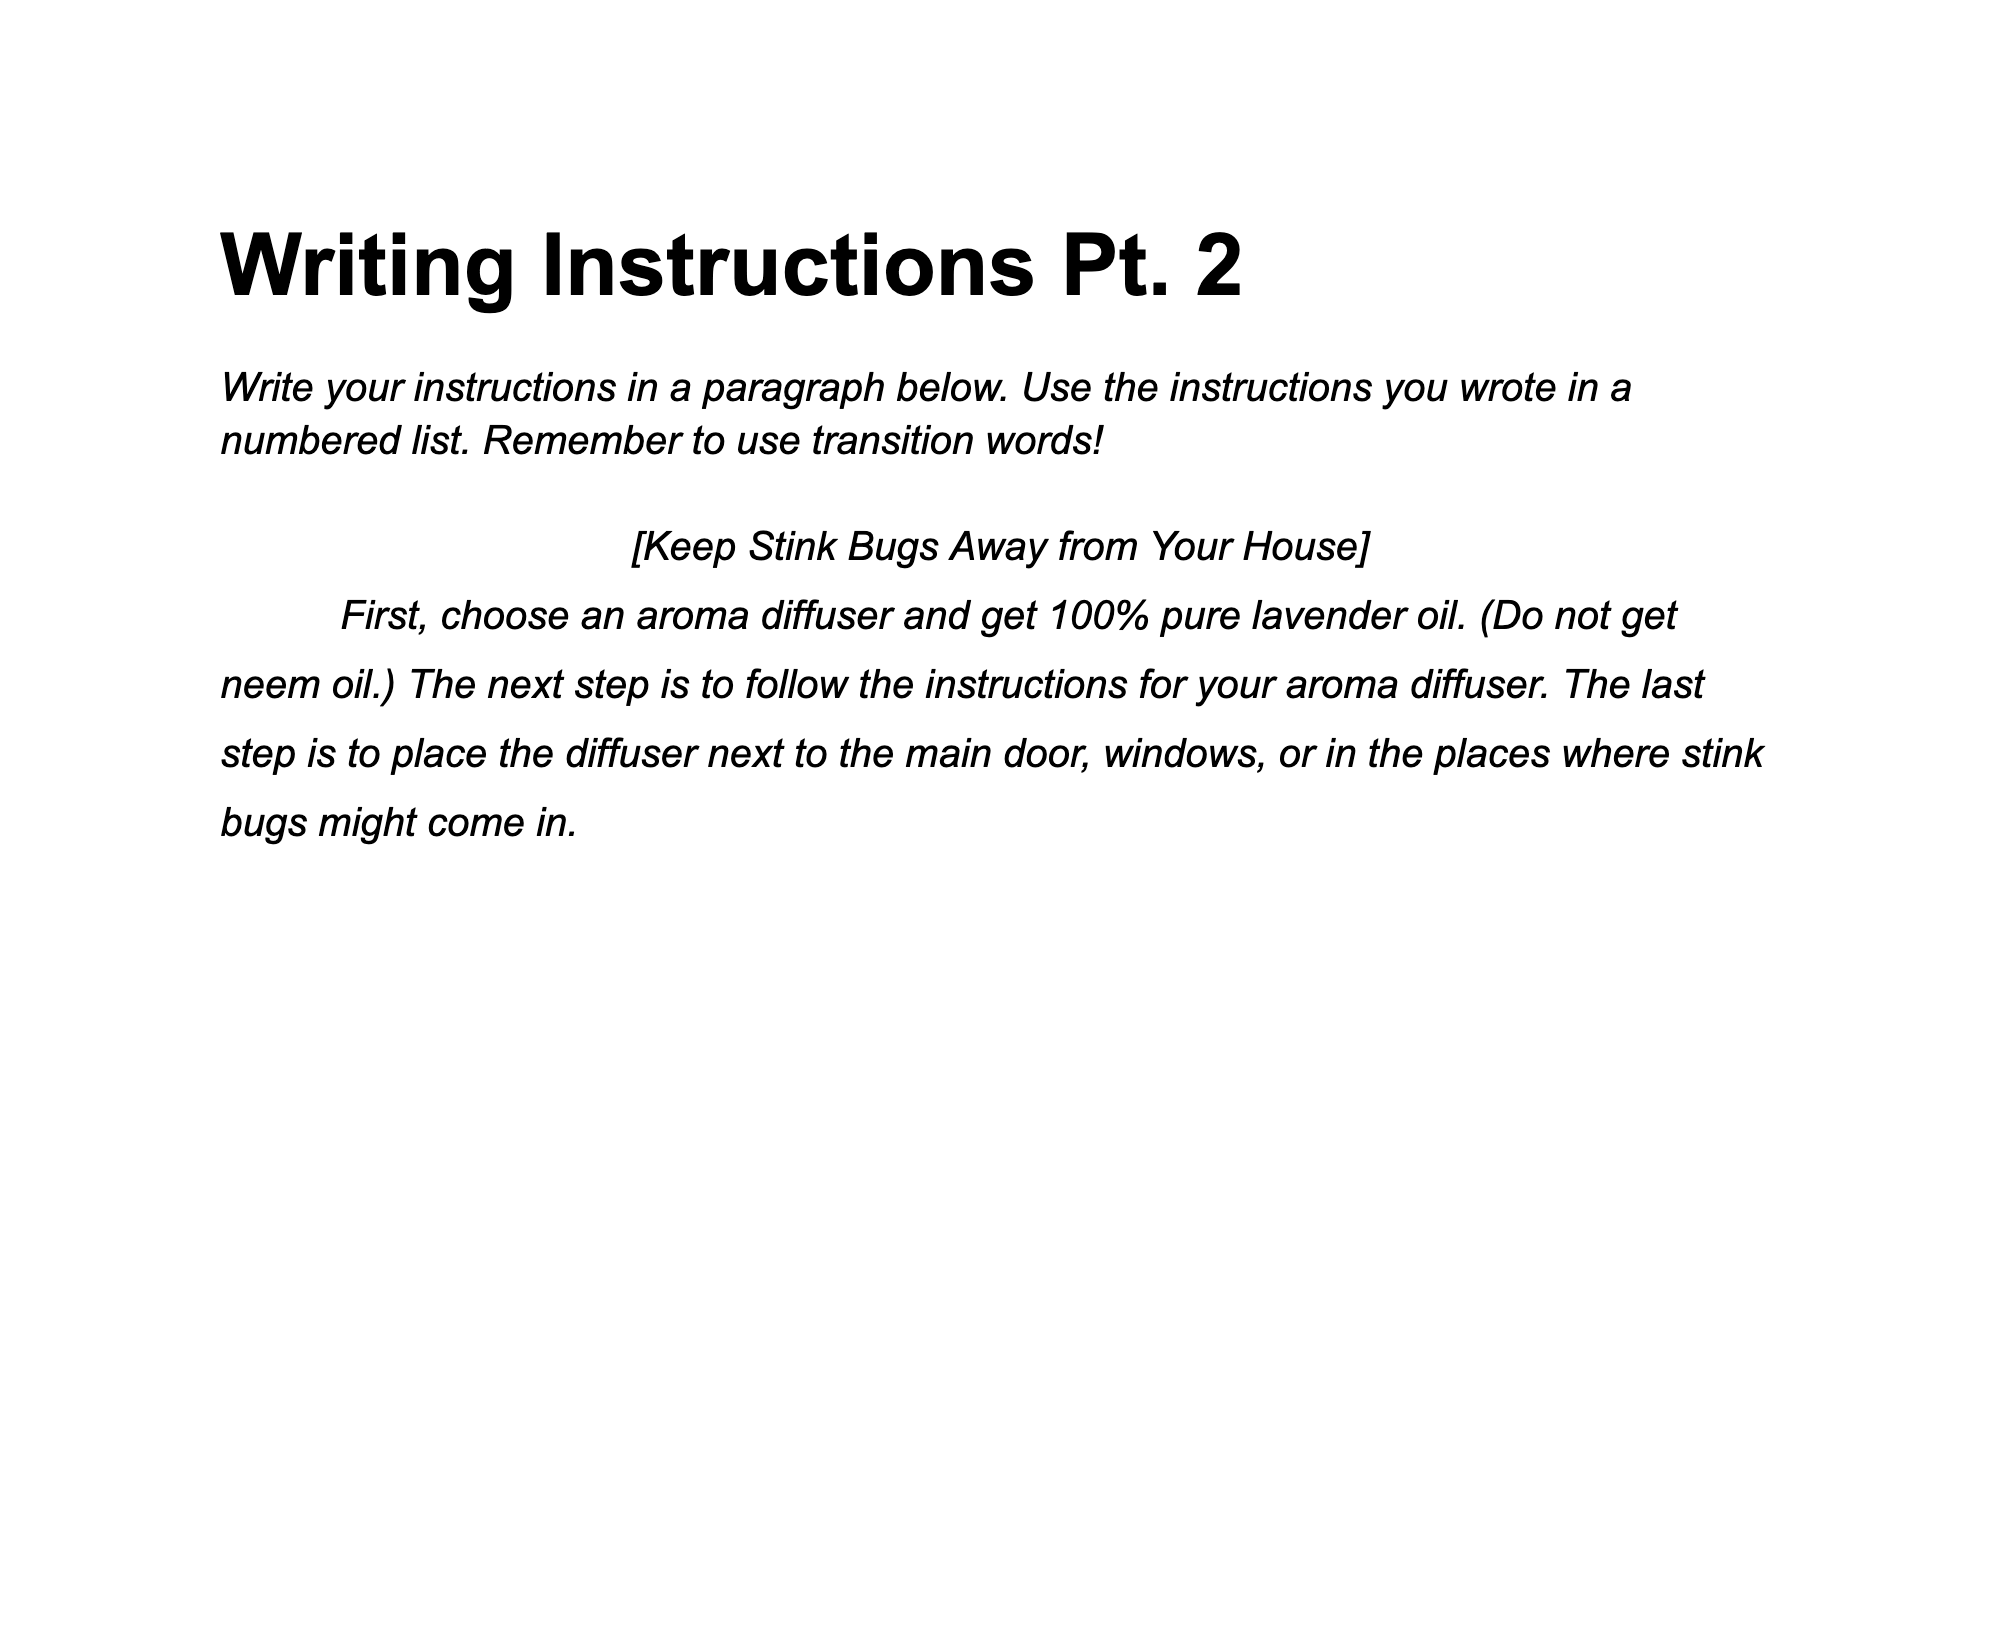 Writing Instructions Pt. 2
Write your instructions in a paragraph below. Use the instructions you wrote in a
numbered list. Remember to use transition words!
[Keep Stink Bugs Away from Your House]
First, choose an aroma diffuser and get 100% pure lavender oil. (Do not get
neem oil.) The next step is to follow the instructions for your aroma diffuser. The last
step is to place the diffuser next to the main door, windows, or in the places where stink
bugs might come in.